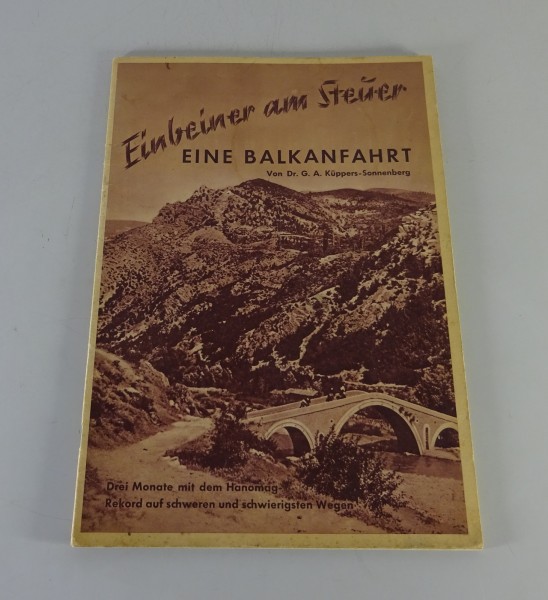 Einbeiner am Steuer
EINE BALKANFAHRT
Von Dr. G. A. Küppers-Sonnenberg
Drei Monate mit dem Hanomag-
Rekord auf schweren und schwierigsten Wegen